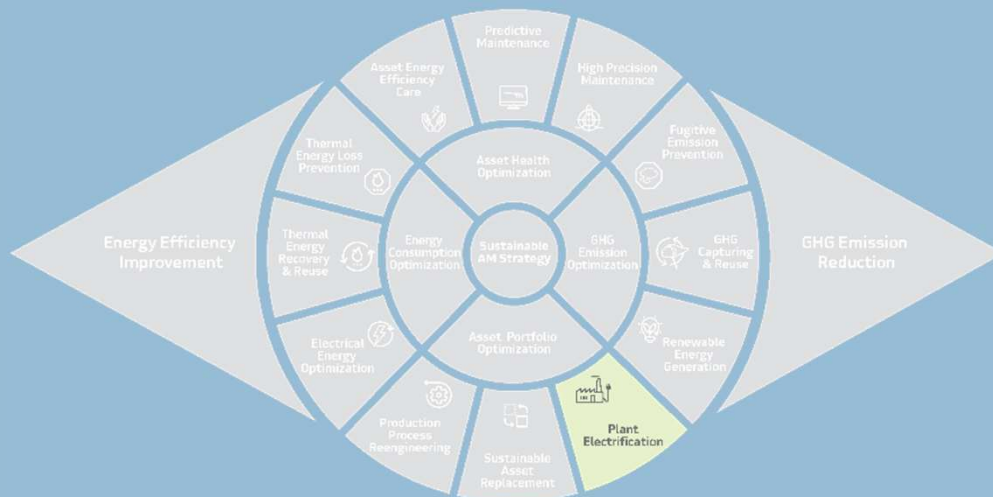 Predictive
Maintenance
Asset Energy
Efficiency
Care
High Precision
Maintenance
Thermal
Energy Loss
Prevention
Fugitive
Emission
Prevention
Asset Health
Optimization
Energy Efficiency
Improvement
Thermal
Energy
Recovery
& Reuse
Energy
Consumption
Optimization
Sustainable
AM Strategy
GHG
Emission
Optimization
GHG
Capturing
& Reuse
GHG Emission
Reduction
Electrical
Energy
Optimization
Asset Portfolio
Optimization
Renewable
Energy
Generation
Production
Process
Reengineering
Sustainable
Asset
Replacement
Plant
Electrification